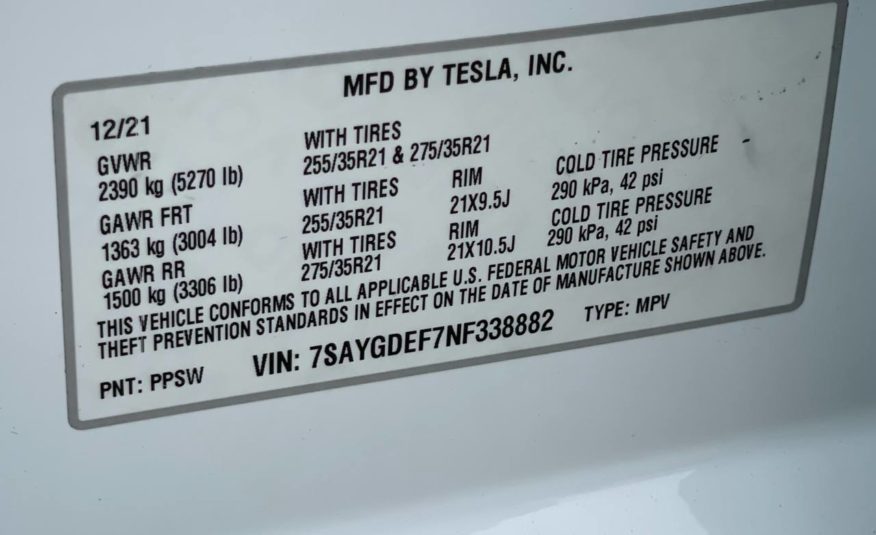 MFD BY TESLA, INC.
12/21
GVWR WITH TIRES
2390 kg (5270 lb) 255/35R21 & 275/35R21
GAWR FRT WITH TIRES RIM COLD TIRE PRESSURE
1363 kg (3004 lb) 255/35R21 21X9.5J 290 kPa, 42 psi
GAWR RR WITH TIRES RIM COLD TIRE PRESSURE
1500 kg (3306 lb) 275/35R21 21X10.5J 290 kPa, 42 psi
THIS VEHICLE CONFORMS TO ALL APPLICABLE U.S. FEDERAL MOTOR VEHICLE SAFETY AND
THEFT PREVENTION STANDARDS IN EFFECT ON THE DATE OF MANUFACTURE SHOWN ABOVE.
PNT: PPSW VIN: 7SAYGDEF7NF338882 TYPE: MPV